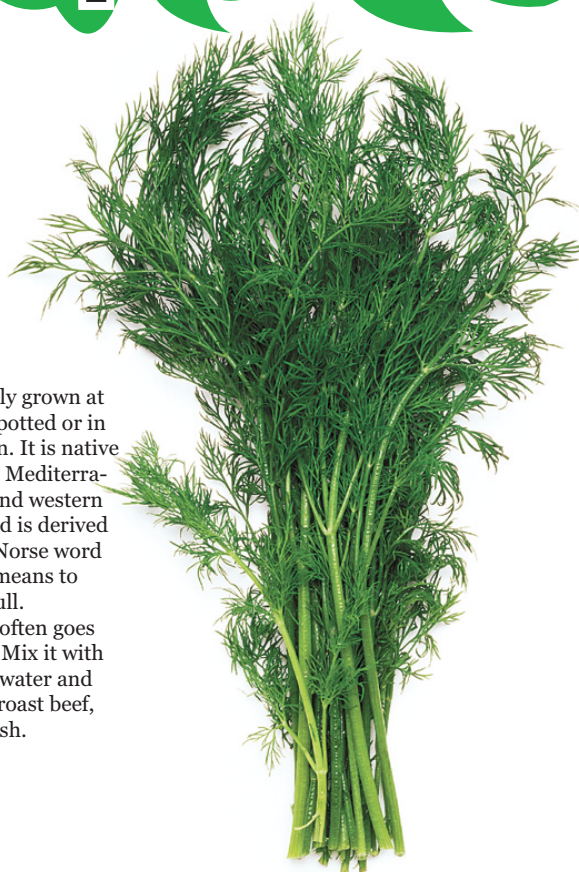 ly grown at
potted or in
n. It is native
Mediterra-
nd western
d is derived
Norse word
means to
ull.
often goes
Mix it with
water and
roast beef,
sh.